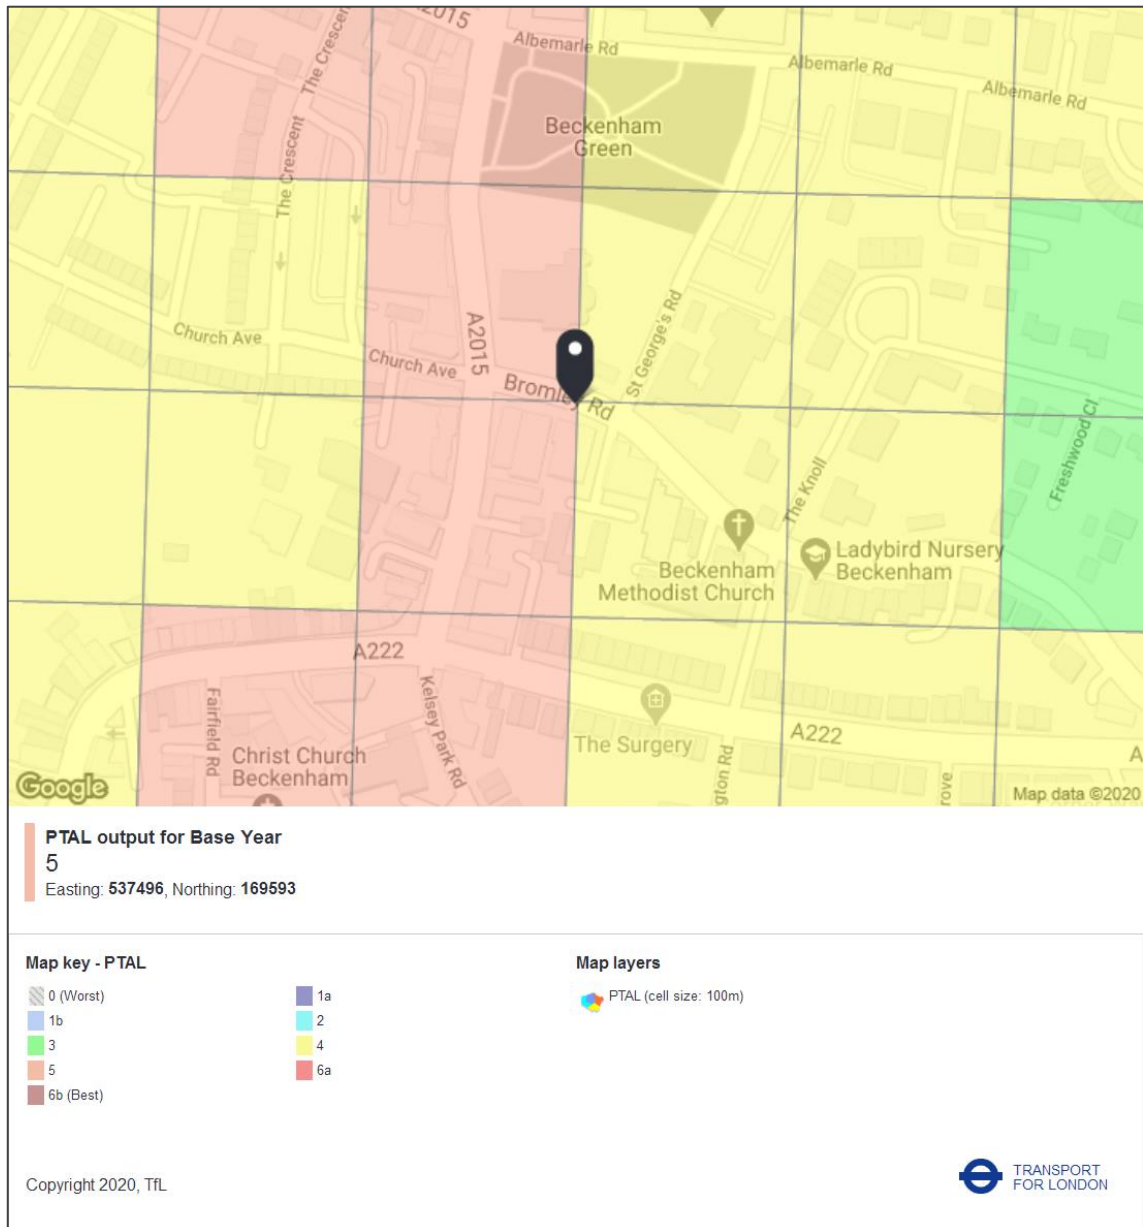 A2015
The Crescent
Albemarle Rd
Albemarle Rd
Albemarle Rd
Beckenham
Green
The Crescent
A2015
St George's Rd
Church Ave
Church Ave
Bromley Rd
Freshwood Cl
The Knoll
Ladybird Nursery
Beckenham
Beckenham
Methodist Church
A222
Fairfield Rd
Kelsey Park Rd
The Surgery
A222
A
Christ Church
Beckenham
gton Rd
rove
Google
Map data ©2020
PTAL output for Base Year
5
Easting: 537496, Northing: 169593
Map key - PTAL
0 (Worst)
1a
1b
2
3
4
5
6a
6b (Best)
Map layers
PTAL (cell size: 100m)
Copyright 2020, TfL
TRANSPORT
FOR LONDON